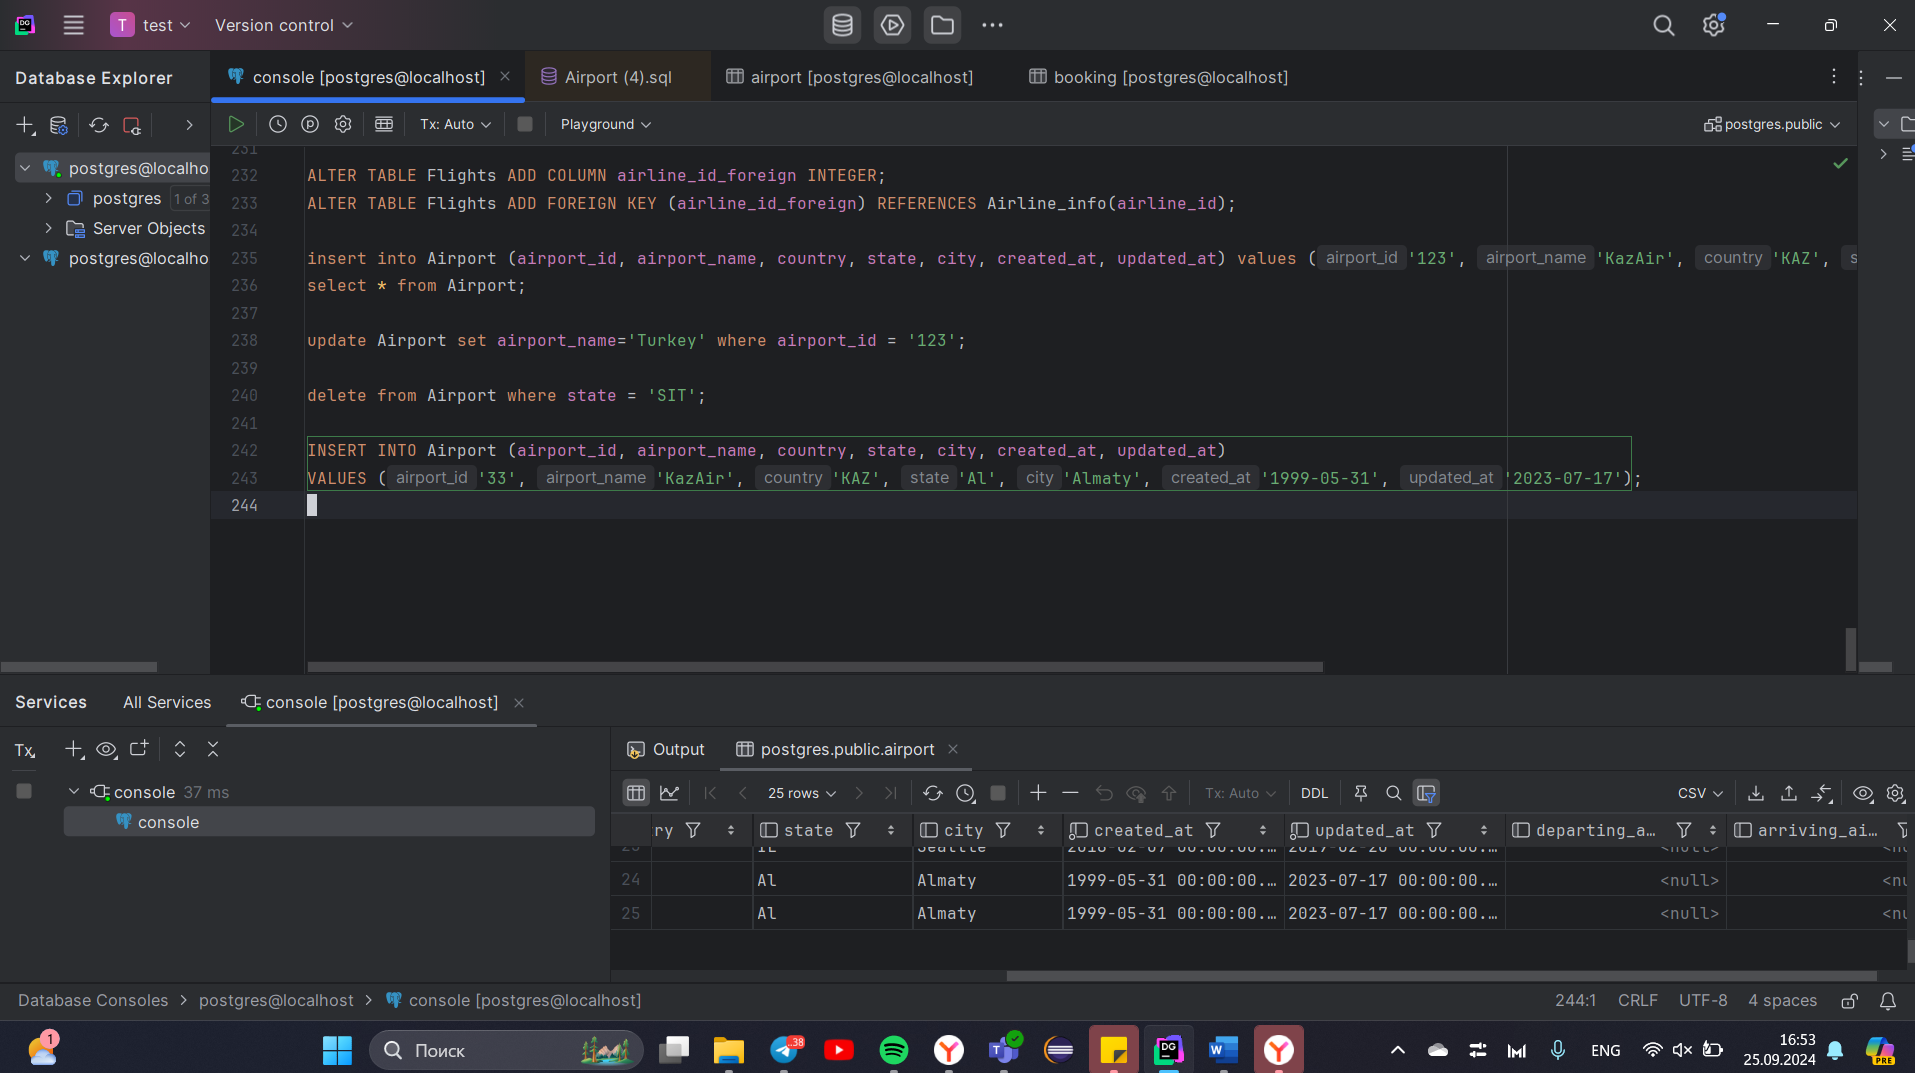 T test Version control
Database Explorer
console [postgres@localhost]
Airport (4).sql
airport [postgres@localhost]
booking [postgres@localhost]
Tx: Auto
Playground
postgres.public
postgres@localho
postgres 1 of 3
Server Objects
postgres@localho
231
232 ALTER TABLE Flights ADD COLUMN airline_id_foreign INTEGER;
233 ALTER TABLE Flights ADD FOREIGN KEY (airline_id_foreign) REFERENCES Airline_info(airline_id);
234
235 insert into Airport (airport_id, airport_name, country, state, city, created_at, updated_at) values ( airport_id '123', airport_name 'KazAir', country 'KAZ', s
236 select * from Airport;
237
238 update Airport set airport_name='Turkey' where airport_id = '123';
239
240 delete from Airport where state = 'SIT';
241
242 INSERT INTO Airport (airport_id, airport_name, country, state, city, created_at, updated_at)
243 VALUES ( airport_id '33', airport_name 'KazAir', country 'KAZ', state 'Al', city 'Almaty', created_at '1999-05-31', updated_at '2023-07-17');
244
Services All Services console [postgres@localhost]
Tx
console 37 ms
console
Output postgres.public.airport
25 rows Tx: Auto DDL CSV
ry state city created_at updated_at departing_a… arriving_ai…
23 IL Seattle <null>
24 Al Almaty 1999-05-31 00:00:00.… 2023-07-17 00:00:00.… <null> <nu
25 Al Almaty 1999-05-31 00:00:00.… 2023-07-17 00:00:00.… <null> <nu
Database Consoles > postgres@localhost > console [postgres@localhost]
244:1 CRLF UTF-8 4 spaces
1
Поиск
..38
ENG
16:53
25.09.2024
PRE